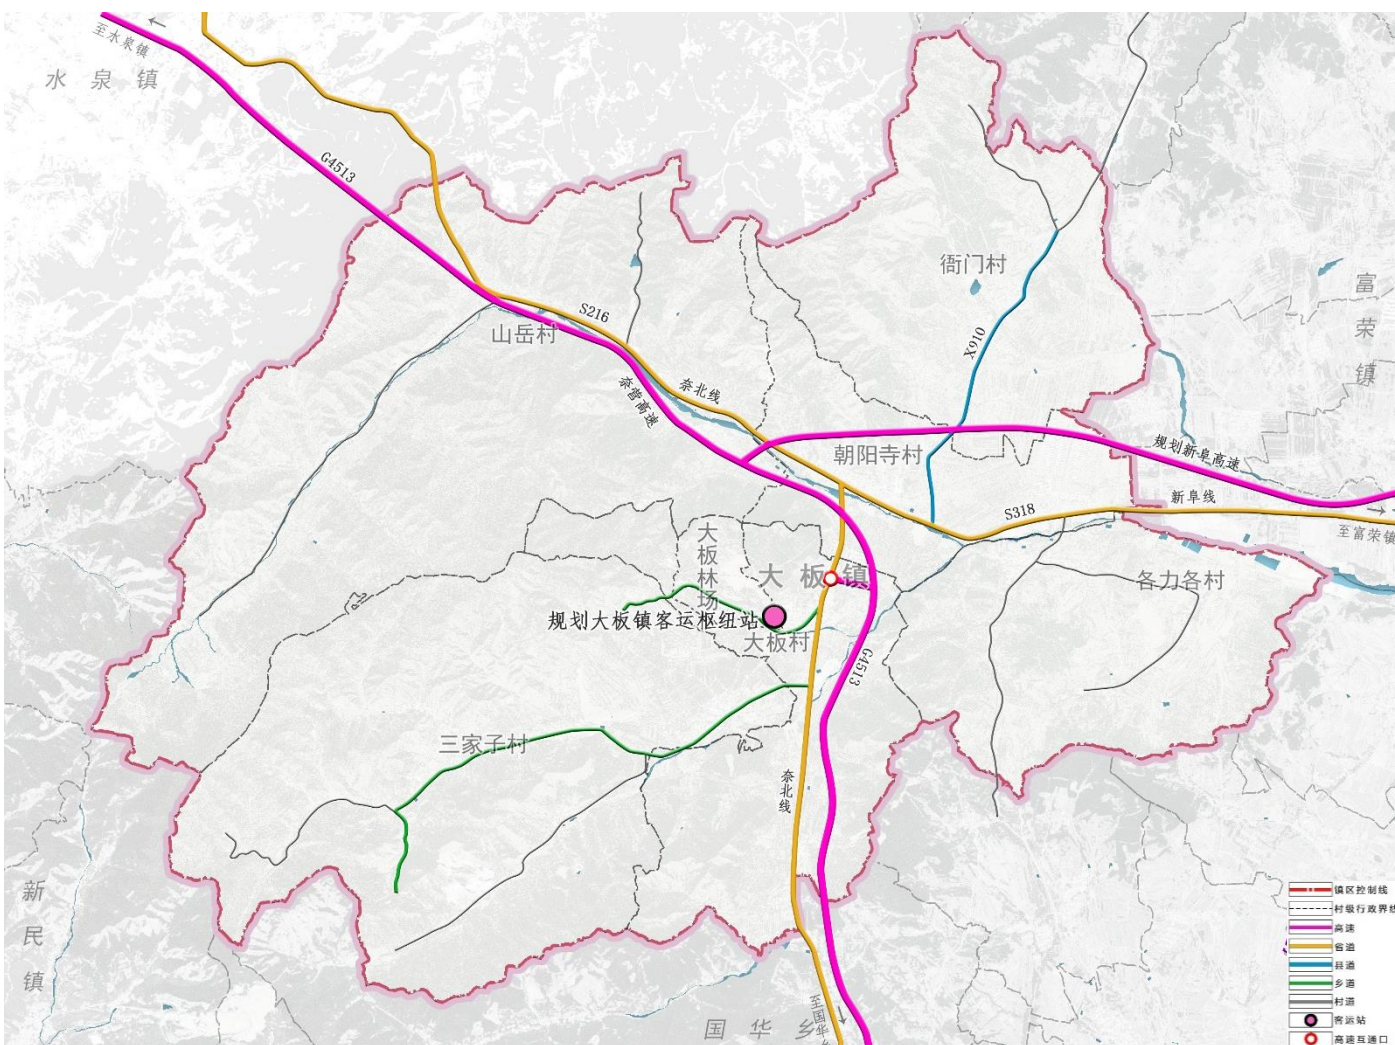 至水泉镇
水泉镇
G4513
衙门村
富荣镇
S216
山岳村
X910
奈营高速
奈北线
朝阳寺村
规划新阜高速
新阜线
S318
至富荣镇
大板林场
大板镇
各力各村
规划大板镇客运枢纽站
大板村
G4513
三家子村
奈北线
新民镇
国华乡
至国华乡
镇区控制线
村级行政界线
高速
省道
县道
乡道
村道
客运站
高速互通口